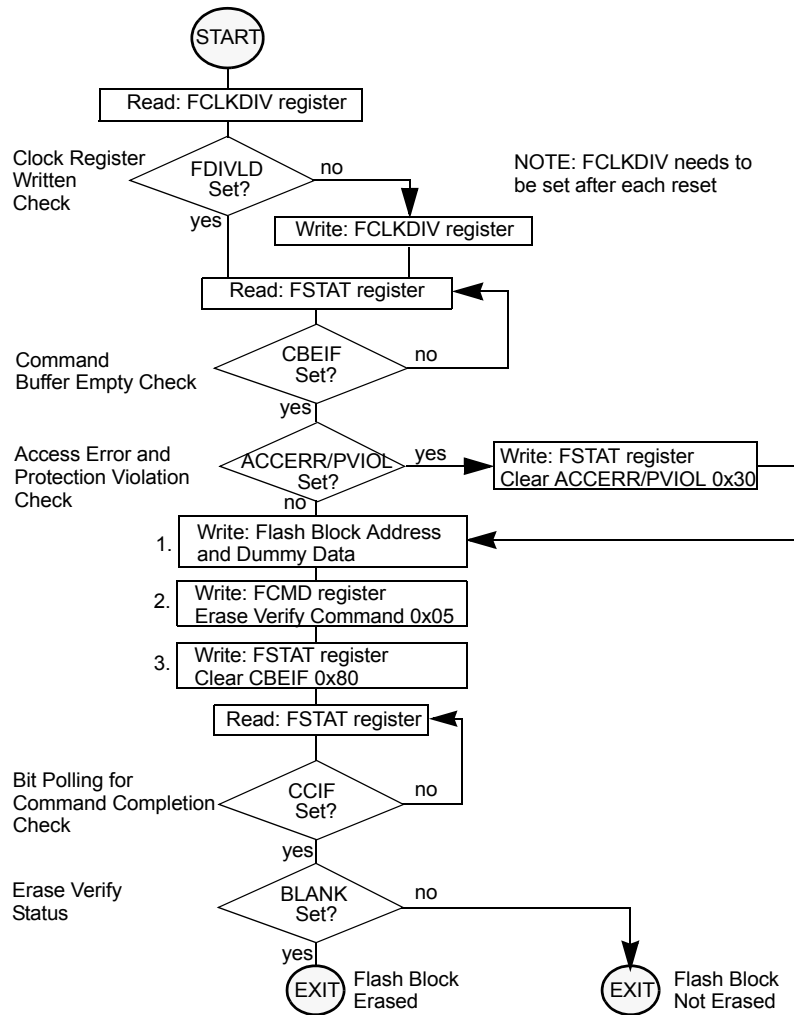 START
Read: FCLKDIV register
Clock Register
Written
Check
FDIVLD
Set?
no
yes
NOTE: FCLKDIV needs to
be set after each reset
Write: FCLKDIV register
Read: FSTAT register
Command
Buffer Empty Check
CBEIF
Set?
no
yes
Access Error and
Protection Violation
Check
ACCERR/PVIOL
Set?
yes
no
Write: FSTAT register
Clear ACCERR/PVIOL 0x30
1.
Write: Flash Block Address
and Dummy Data
2.
Write: FCMD register
Erase Verify Command 0x05
3.
Write: FSTAT register
Clear CBEIF 0x80
Read: FSTAT register
Bit Polling for
Command Completion
Check
CCIF
Set?
no
yes
Erase Verify
Status
BLANK
Set?
no
yes
EXIT
Flash Block
Erased
EXIT
Flash Block
Not Erased